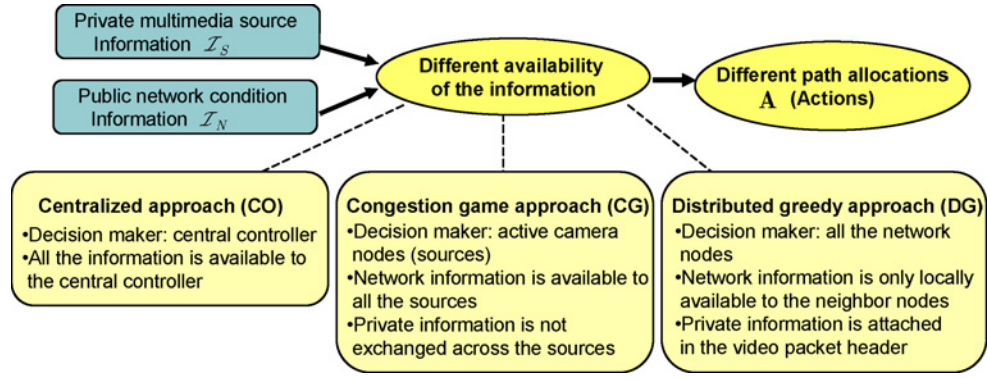 Private multimedia source
Information 𝓘_S
Public network condition
Information 𝓘_N
Different availability
of the information
Different path allocations
A (Actions)
Centralized approach (CO)
•Decision maker: central controller
•All the information is available to
the central controller
Congestion game approach (CG)
•Decision maker: active camera
nodes (sources)
•Network information is available to
all the sources
•Private information is not
exchanged across the sources
Distributed greedy approach (DG)
•Decision maker: all the network
nodes
•Network information is only locally
available to the neighbor nodes
•Private information is attached
in the video packet header